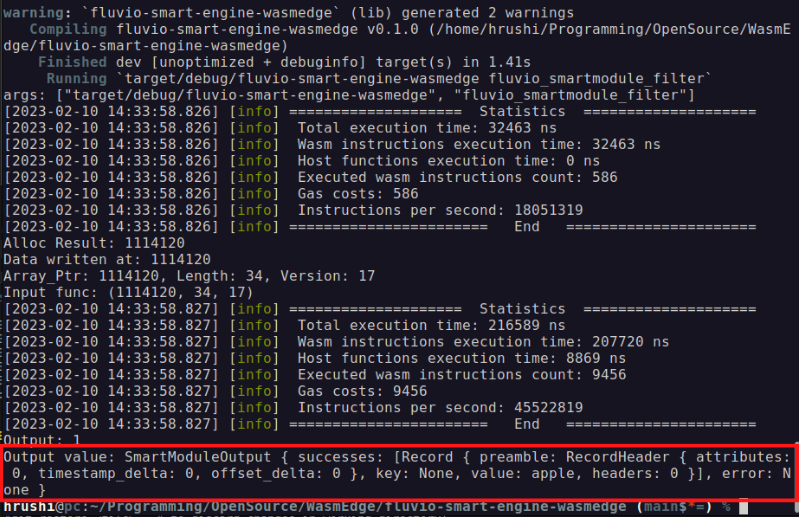 warning: `fluvio-smart-engine-wasmedge` (lib) generated 2 warnings
Compiling fluvio-smart-engine-wasmedge v0.1.0 (/home/hrushi/Programming/OpenSource/WasmE
dge/fluvio-smart-engine-wasmedge)
Finished dev [unoptimized + debuginfo] target(s) in 1.41s
Running `target/debug/fluvio-smart-engine-wasmedge fluvio_smartmodule_filter`
args: ["target/debug/fluvio-smart-engine-wasmedge", "fluvio_smartmodule_filter"]
[2023-02-10 14:33:58.826] [info] ==================== Statistics ====================
[2023-02-10 14:33:58.826] [info] Total execution time: 32463 ns
[2023-02-10 14:33:58.826] [info] Wasm instructions execution time: 32463 ns
[2023-02-10 14:33:58.826] [info] Host functions execution time: 0 ns
[2023-02-10 14:33:58.826] [info] Executed wasm instructions count: 586
[2023-02-10 14:33:58.826] [info] Gas costs: 586
[2023-02-10 14:33:58.826] [info] Instructions per second: 18051319
[2023-02-10 14:33:58.826] [info] ======================= End ======================
Alloc Result: 1114120
Data written at: 1114120
Array_Ptr: 1114120, Length: 34, Version: 17
Input func: (1114120, 34, 17)
[2023-02-10 14:33:58.827] [info] ==================== Statistics ====================
[2023-02-10 14:33:58.827] [info] Total execution time: 216589 ns
[2023-02-10 14:33:58.827] [info] Wasm instructions execution time: 207720 ns
[2023-02-10 14:33:58.827] [info] Host functions execution time: 8869 ns
[2023-02-10 14:33:58.827] [info] Executed wasm instructions count: 9456
[2023-02-10 14:33:58.827] [info] Gas costs: 9456
[2023-02-10 14:33:58.827] [info] Instructions per second: 45522819
[2023-02-10 14:33:58.827] [info] ======================= End ======================
Output: 1
Output value: SmartModuleOutput { successes: [Record { preamble: RecordHeader { attributes:
0, timestamp_delta: 0, offset_delta: 0 }, key: None, value: apple, headers: 0 }], error: N
one }
hrushi@pc:~/Programming/OpenSource/WasmEdge/fluvio-smart-engine-wasmedge (main$*=) %